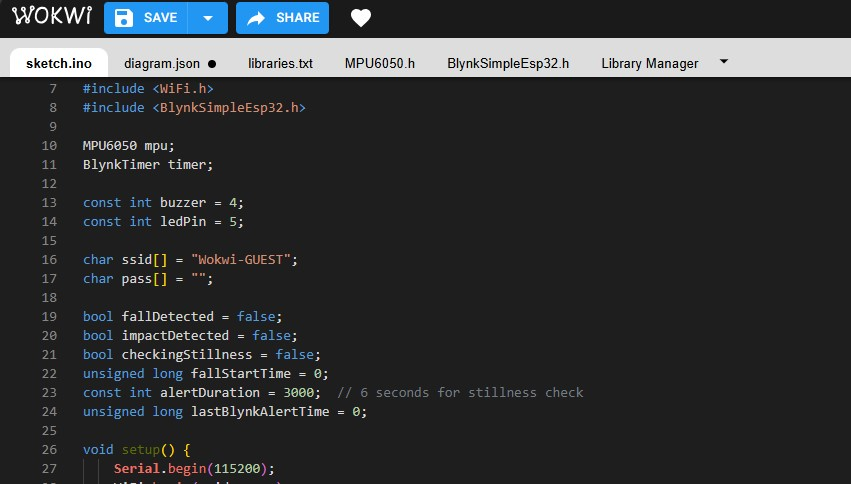 WOKWI SAVE SHARE
sketch.ino diagram.json libraries.txt MPU6050.h BlynkSimpleEsp32.h Library Manager
7 #include <WiFi.h>
8 #include <BlynkSimpleEsp32.h>
9
10 MPU6050 mpu;
11 BlynkTimer timer;
12
13 const int buzzer = 4;
14 const int ledPin = 5;
15
16 char ssid[] = "Wokwi-GUEST";
17 char pass[] = "";
18
19 bool fallDetected = false;
20 bool impactDetected = false;
21 bool checkingStillness = false;
22 unsigned long fallStartTime = 0;
23 const int alertDuration = 3000;  // 6 seconds for stillness check
24 unsigned long lastBlynkAlertTime = 0;
25
26 void setup() {
27 Serial.begin(115200);